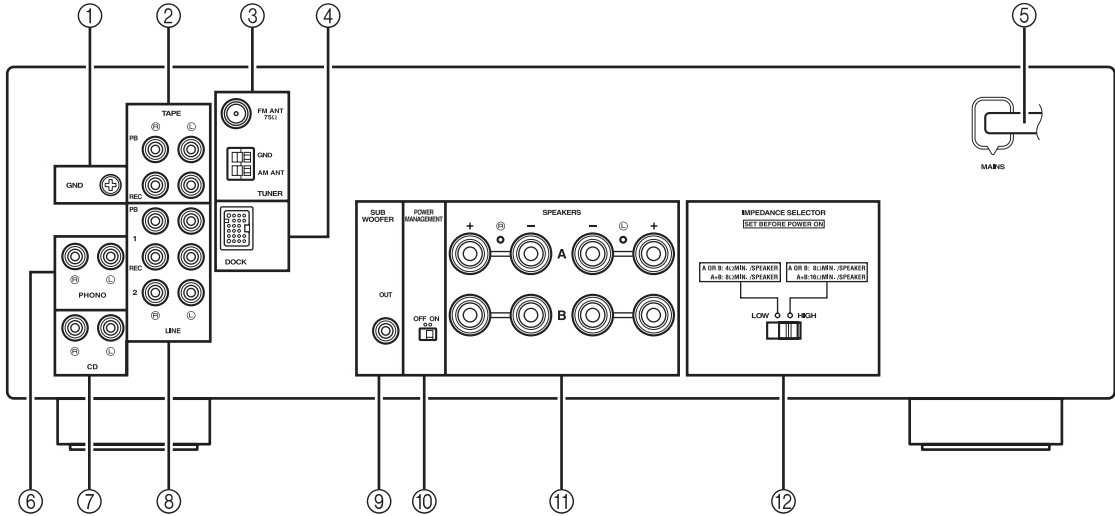 ① ② ③ ④ ⑤
TAPE
Ⓡ Ⓛ
PB
REC
GND
FM ANT
75Ω
GND
AM ANT
TUNER
DOCK
MAINS
PB
1
REC
2
Ⓡ Ⓛ
LINE
Ⓡ Ⓛ
PHONO
Ⓡ Ⓛ
CD
SUB
WOOFER
OUT
POWER
MANAGEMENT
OFF ON
SPEAKERS
+ Ⓡ − − Ⓛ +
A
B
IMPEDANCE SELECTOR
SET BEFORE POWER ON
A OR B: 4ΩMIN. /SPEAKER
A+B: 8ΩMIN. /SPEAKER
A OR B: 8ΩMIN. /SPEAKER
A+B:16ΩMIN. /SPEAKER
LOW HIGH
⑥ ⑦ ⑧ ⑨ ⑩ ⑪ ⑫